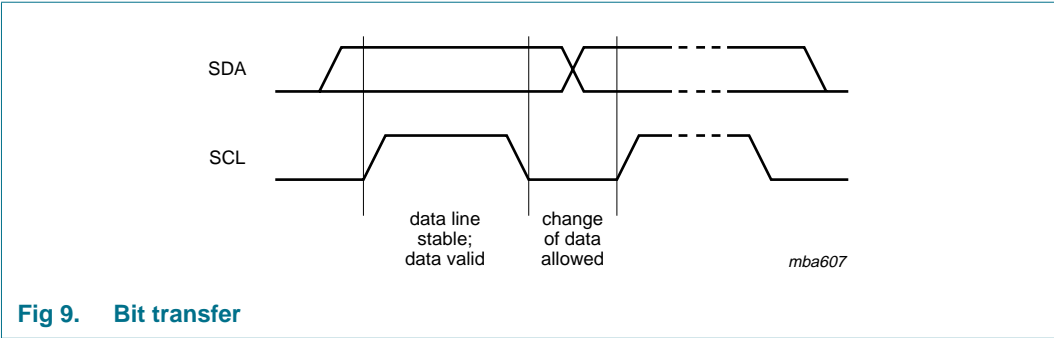 SDA
SCL
data line
stable;
data valid
change
of data
allowed
mba607
Fig 9. Bit transfer